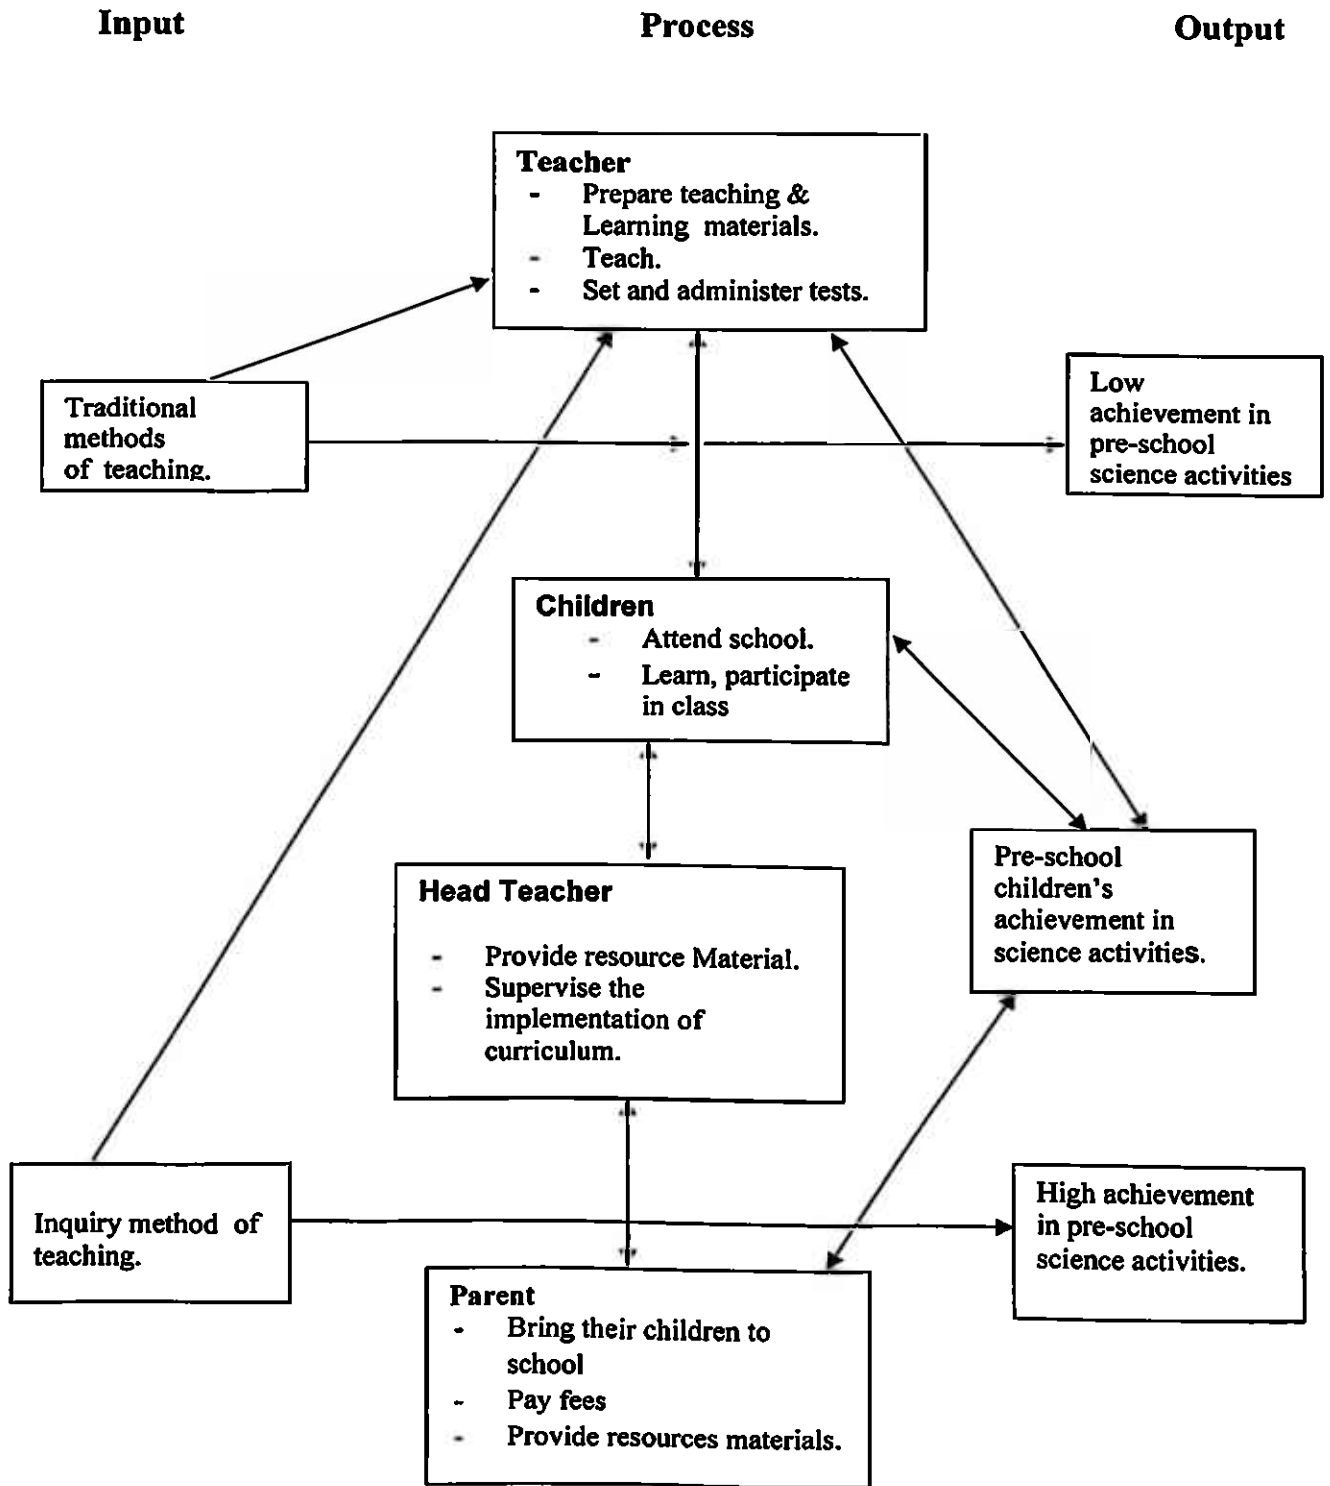 Input
Process
Output
Teacher
- Prepare teaching &
Learning materials.
- Teach.
- Set and administer tests.
Traditional
methods
of teaching.
Low
achievement in
pre-school
science activities
Children
- Attend school.
- Learn, participate
in class
Head Teacher
- Provide resource Material.
- Supervise the
implementation of
curriculum.
Pre-school
children's
achievement in
science activities.
Inquiry method of
teaching.
High achievement
in pre-school
science activities.
Parent
- Bring their children to
school
- Pay fees
- Provide resources materials.